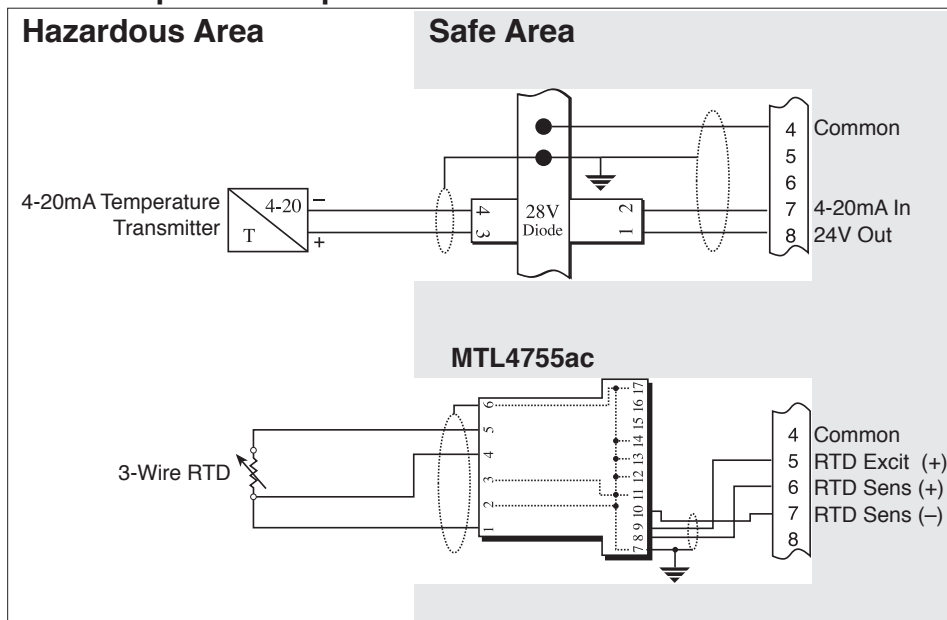 Hazardous Area
Safe Area
4 Common
5
6
7 4-20mA In
8 24V Out
4-20mA Temperature
Transmitter
4-20
T
–
+
4
3
28V
Diode
2
1
MTL4755ac
3-Wire RTD
6
5
4
3
2
1
17
16
15
14
13
12
11
10
9
8
7
4 Common
5 RTD Excit (+)
6 RTD Sens (+)
7 RTD Sens (–)
8